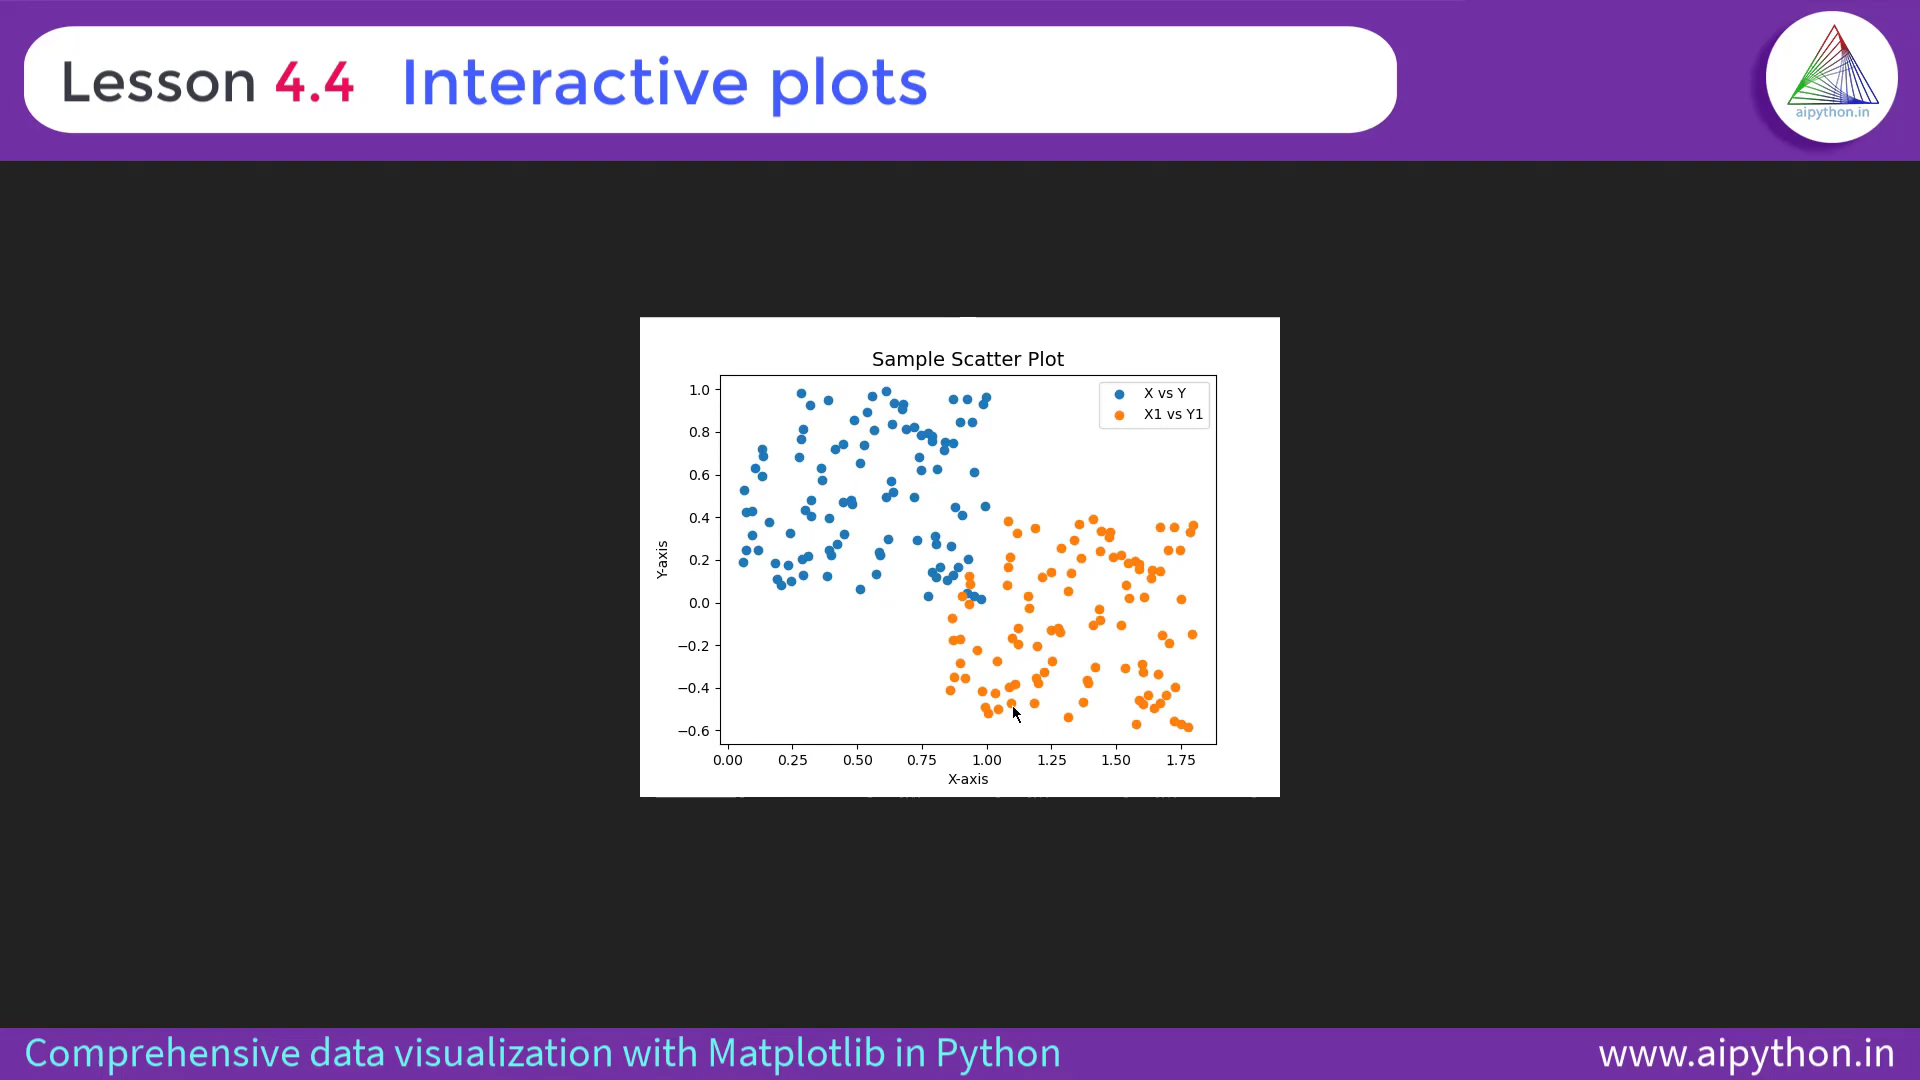 Lesson 4.4 Interactive plots
aipython.in
Sample Scatter Plot
X vs Y
X1 vs Y1
1.0
0.8
0.6
0.4
0.2
0.0
−0.2
−0.4
−0.6
Y-axis
0.00 0.25 0.50 0.75 1.00 1.25 1.50 1.75
X-axis
Comprehensive data visualization with Matplotlib in Python
www.aipython.in